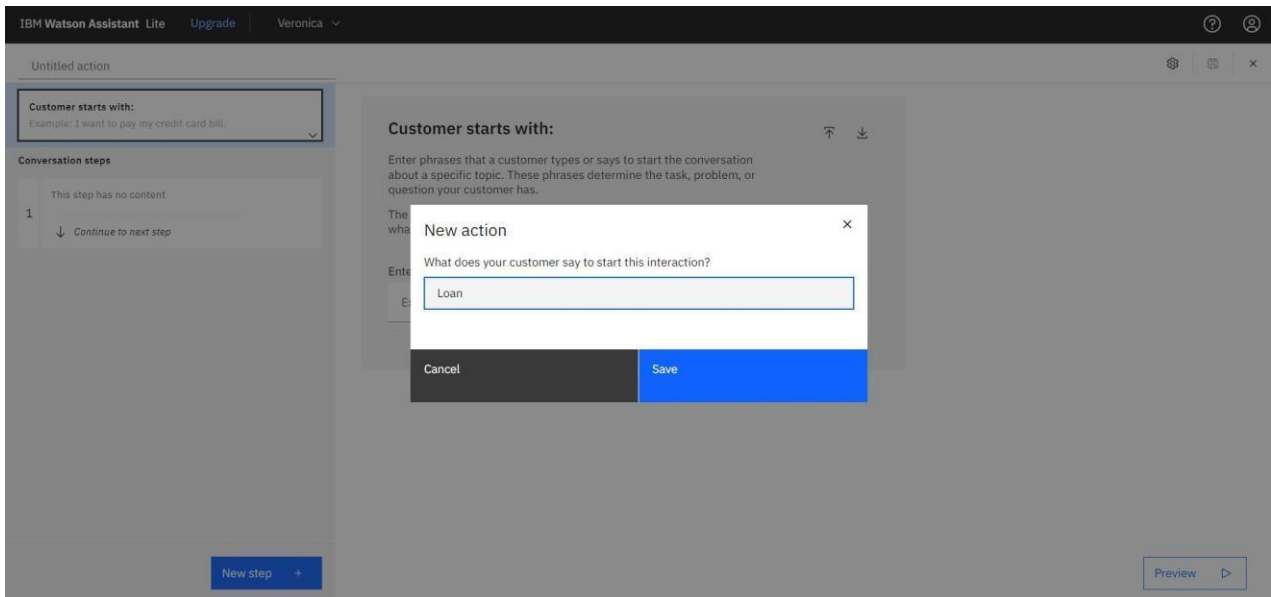 IBM Watson Assistant Lite Upgrade Veronica
Untitled action
Customer starts with:
Example: I want to pay my credit card bill.
Conversation steps
1
This step has no content
Continue to next step
New step +
Customer starts with:
Enter phrases that a customer types or says to start the conversation
about a specific topic. These phrases determine the task, problem, or
question your customer has.
The
wha
Ente
New action
What does your customer say to start this interaction?
Loan
Cancel
Save
Preview